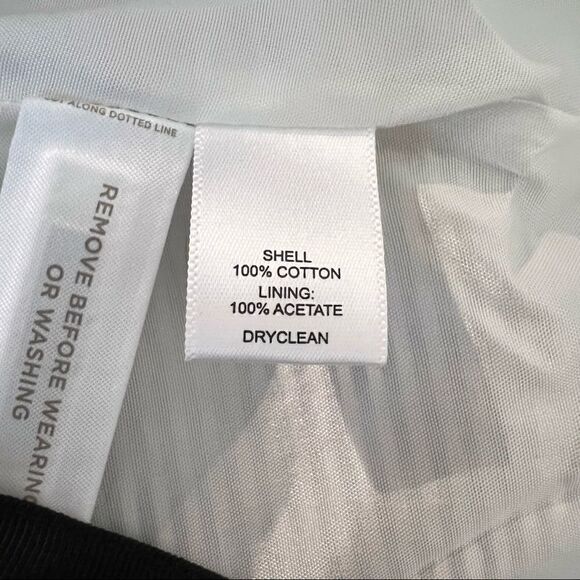 ALONG DOTTED LINE
REMOVE BEFORE WEARING
OR WASHING
SHELL
100% COTTON
LINING:
100% ACETATE
DRYCLEAN